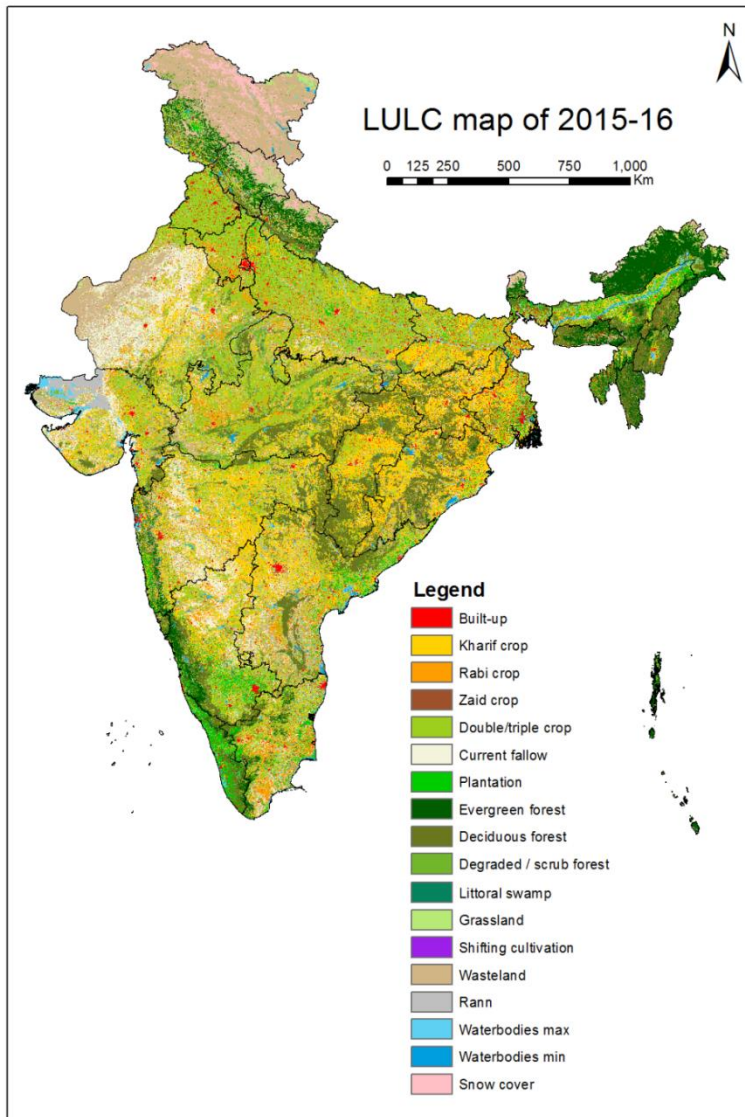 N
LULC map of 2015-16
0 125 250 500 750 1,000
Km
Legend
Built-up
Kharif crop
Rabi crop
Zaid crop
Double/triple crop
Current fallow
Plantation
Evergreen forest
Deciduous forest
Degraded / scrub forest
Littoral swamp
Grassland
Shifting cultivation
Wasteland
Rann
Waterbodies max
Waterbodies min
Snow cover